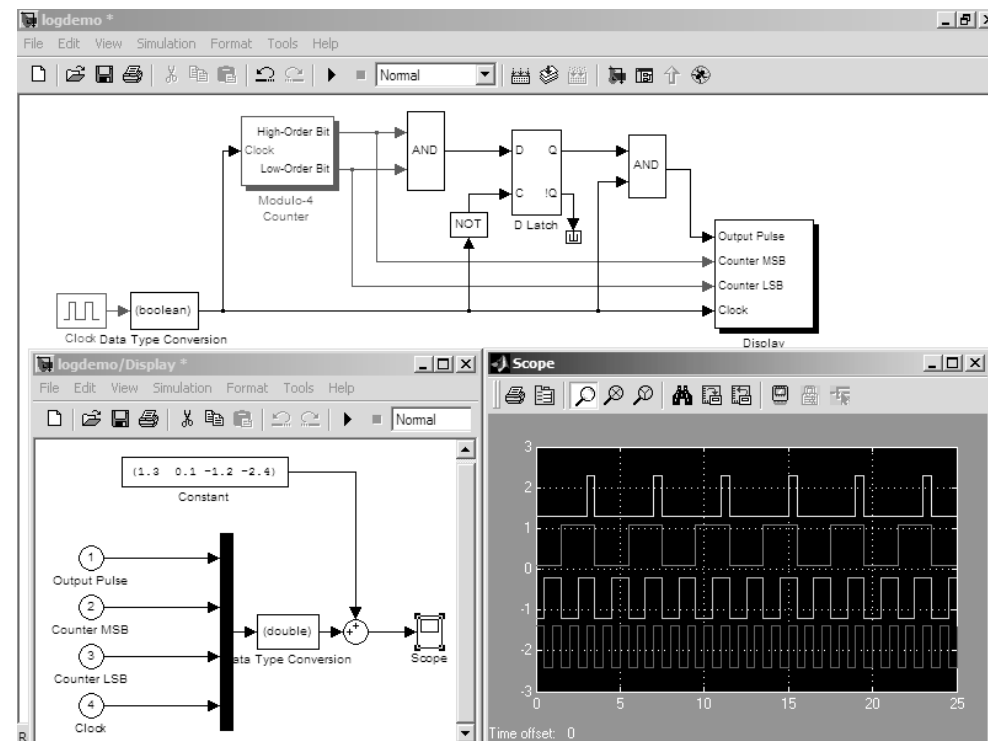 logdemo *
File Edit View Simulation Format Tools Help
Normal
High-Order Bit
Clock
Low-Order Bit
Modulo-4
Counter
AND
D Q
C !Q
D Latch
NOT
AND
Output Pulse
Counter MSB
Counter LSB
Clock
Display
Clock
(boolean)
Data Type Conversion
logdemo/Display *
File Edit View Simulation Format Tools Help
Normal
(1.3 0.1 -1.2 -2.4)
Constant
1
Output Pulse
2
Counter MSB
3
Counter LSB
4
Clock
(double)
ata Type Conversion
++
Scope
R
Scope
3
2
1
0
-1
-2
-3
0 5 10 15 20 25
Time offset: 0